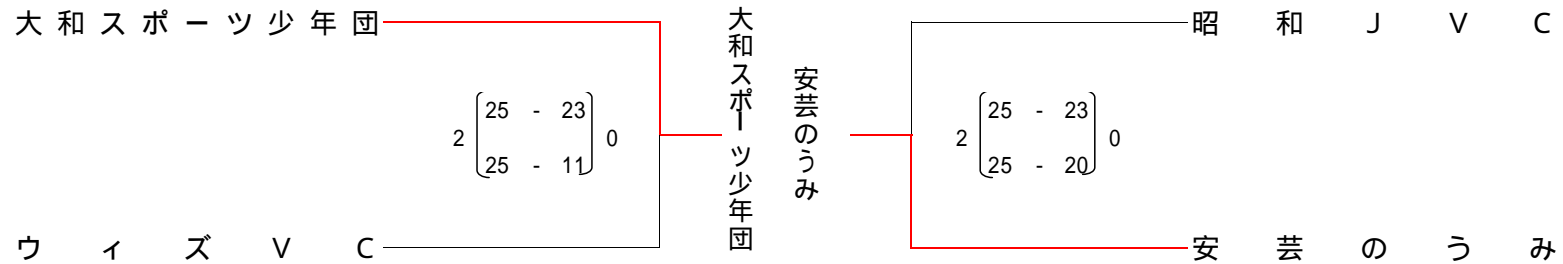 大和スポーツ少年団
2 25 - 23 0
25 - 11
ウィズVC
大和スポーツ少年団
安芸のうみ
昭和JVC
2 25 - 23 0
25 - 20
安芸のうみ